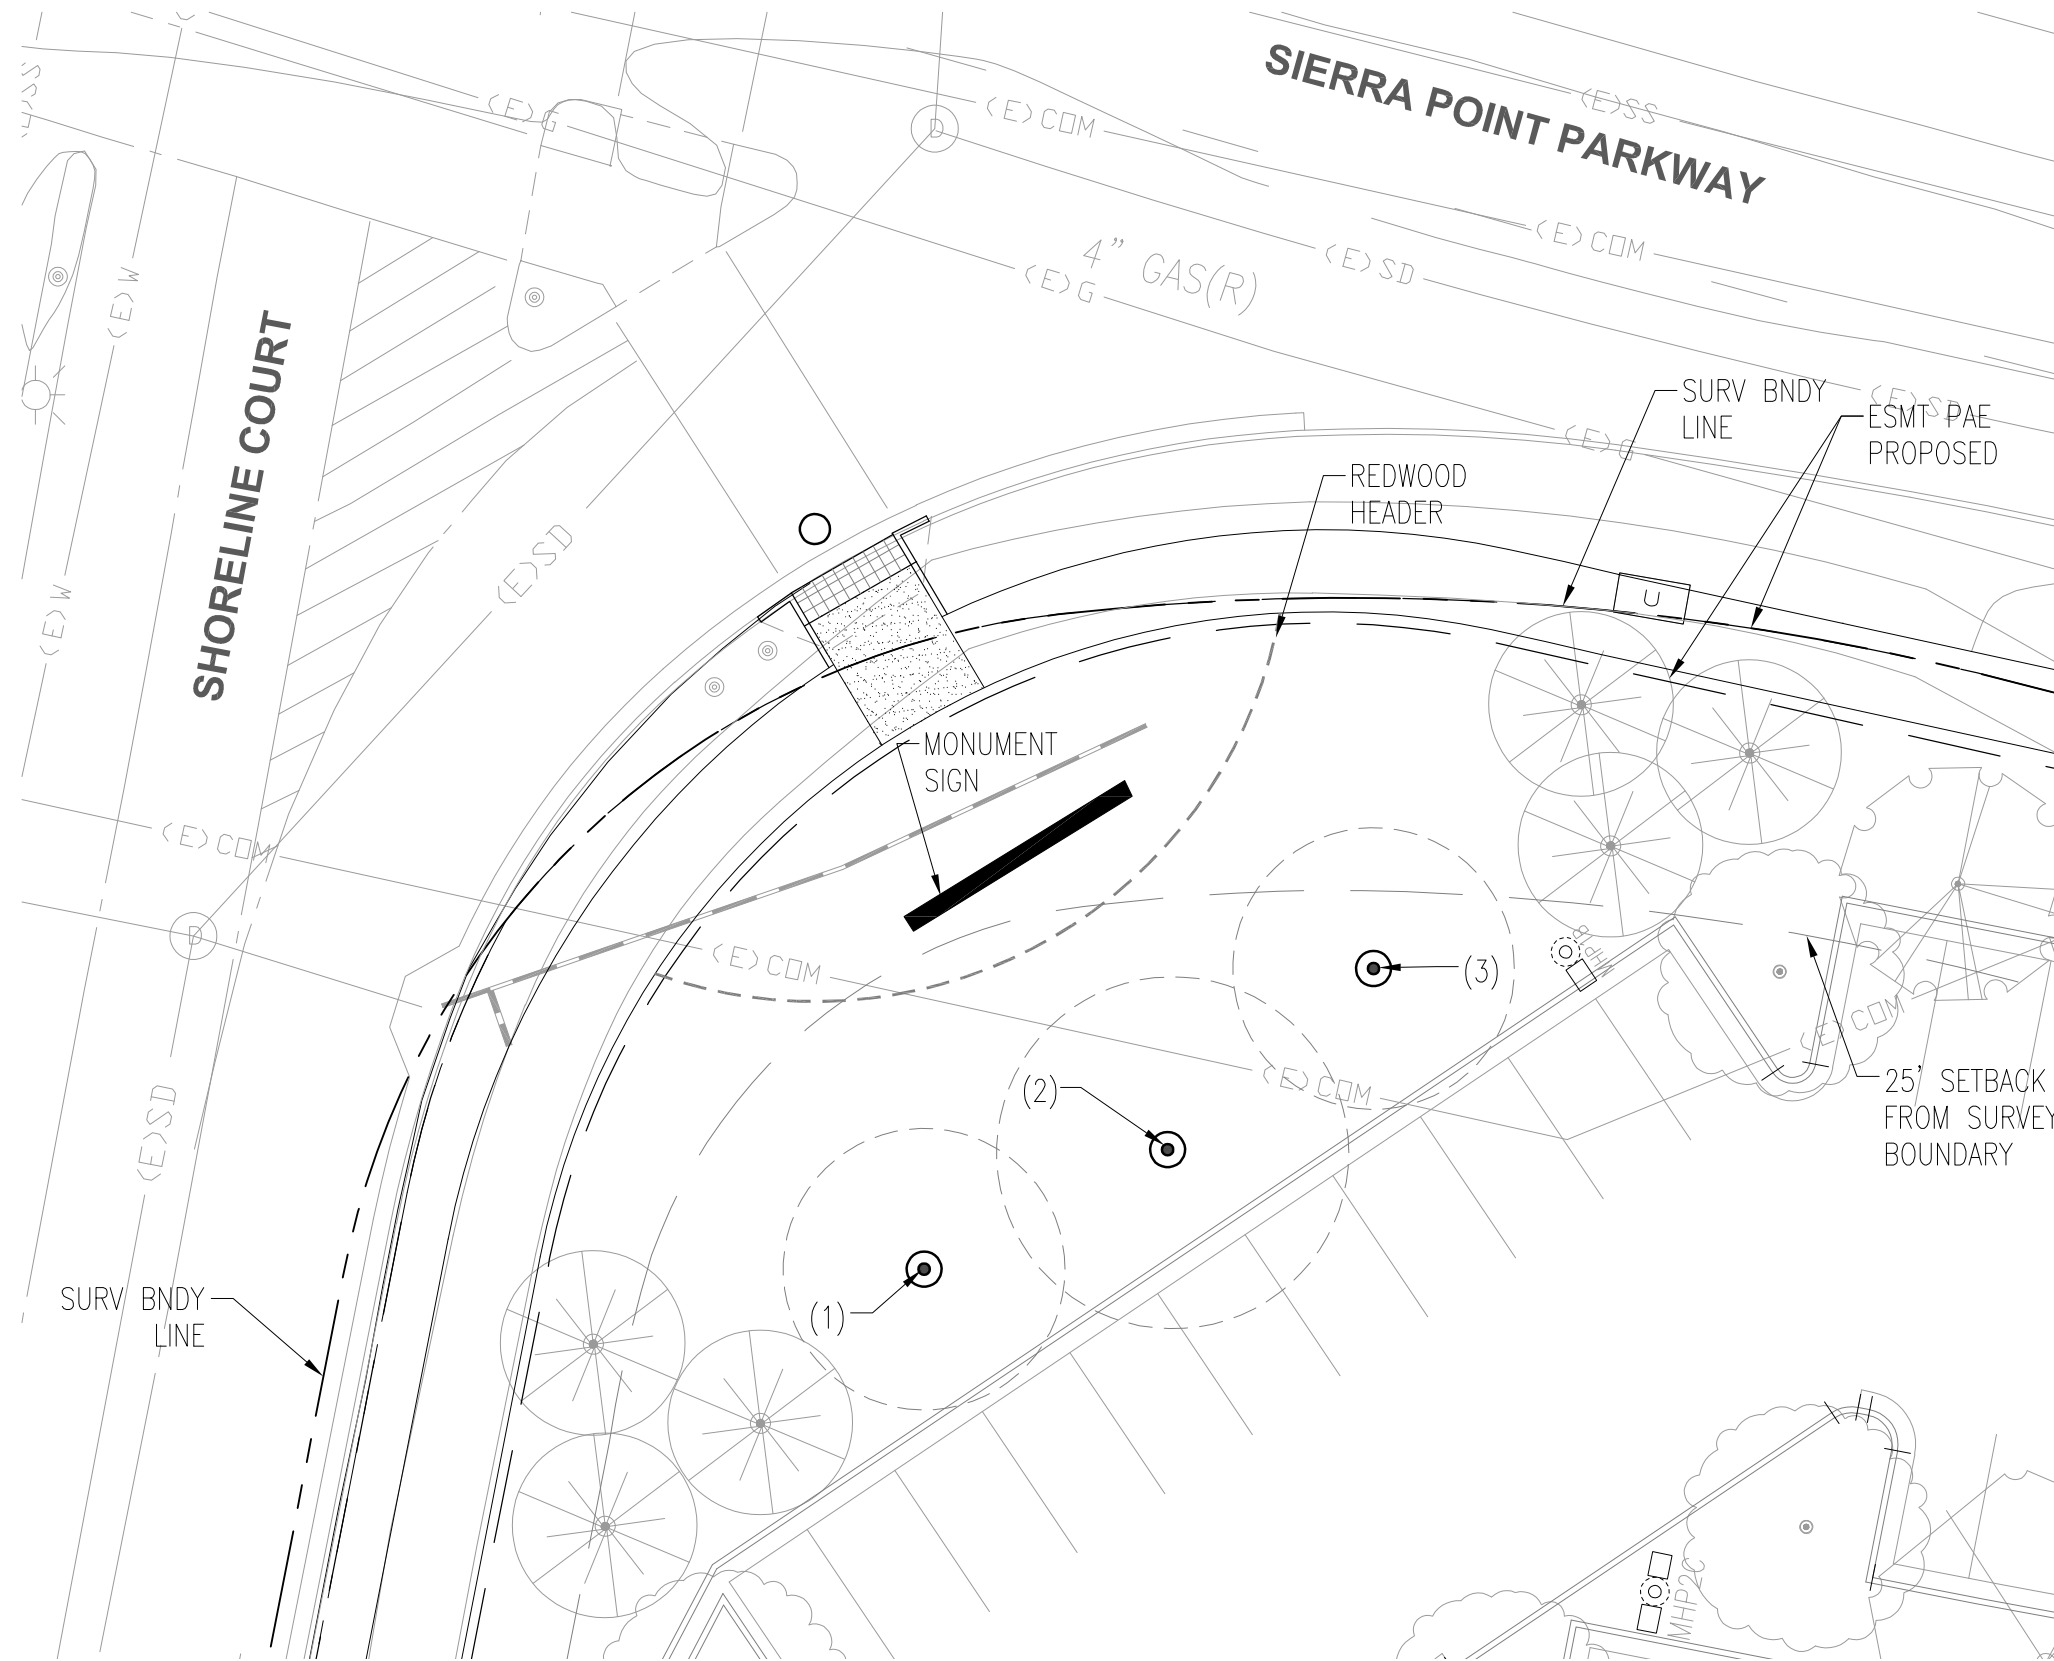 SIERRA POINT PARKWAY
(E)SS
(E)SS
(E)G
(E)COM
(E)COM
(E)SD
4" GAS(R)
(E)G
(E)W
SHORELINE COURT
SURV BNDY
LINE
(E)SD
ESMT PAE
PROPOSED
(E)G
REDWOOD
HEADER
(E)SD
(E)W
U
D
MONUMENT
SIGN
(E)COM
D
(E)COM
(3)
(E)COM
(2)
(E)COM
25' SETBACK
FROM SURVEY
BOUNDARY
(E)SD
(1)
SURV BNDY
LINE